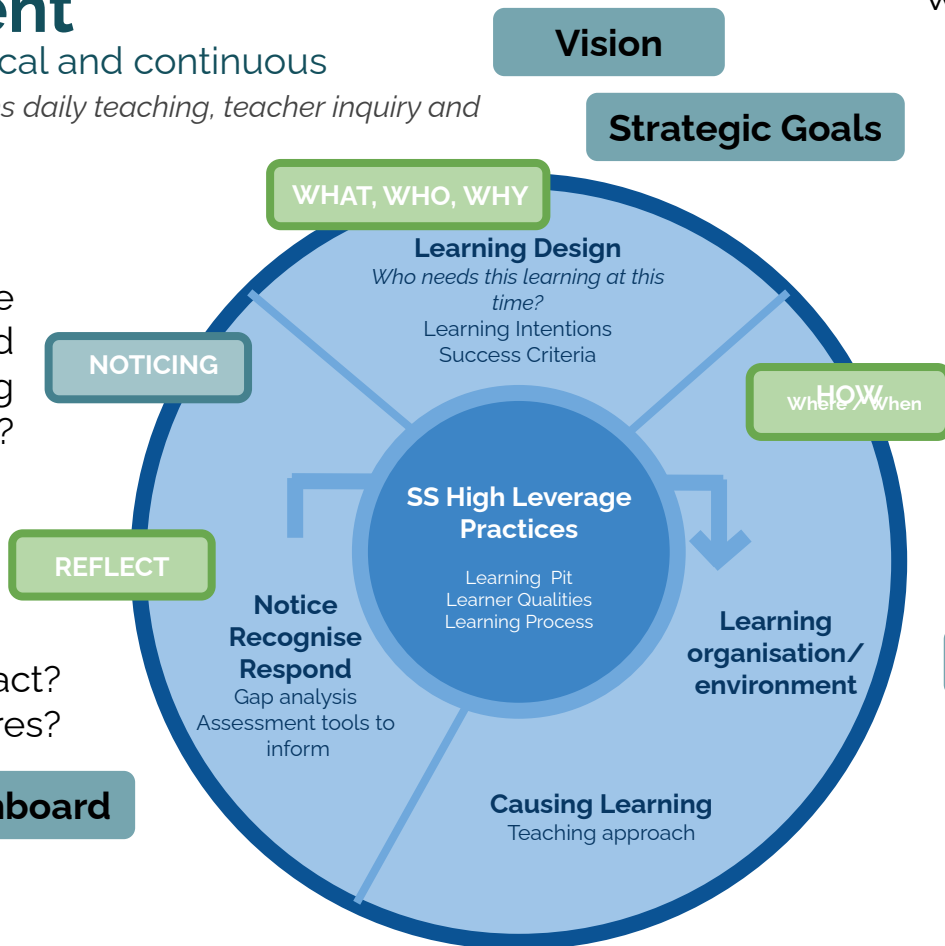 ent
cal and continuous
s daily teaching, teacher inquiry and
Vision
Strategic Goals
WHAT, WHO, WHY
Learning Design
Who needs this learning at this
time?
Learning Intentions
Success Criteria
e
d
g
?
NOTICING
HOW
Where / When
SS High Leverage
Practices
Learning Pit
Learner Qualities
Learning Process
REFLECT
Notice
Recognise
Respond
Gap analysis
Assessment tools to
inform
Learning
organisation/
environment
act?
res?
board
Causing Learning
Teaching approach